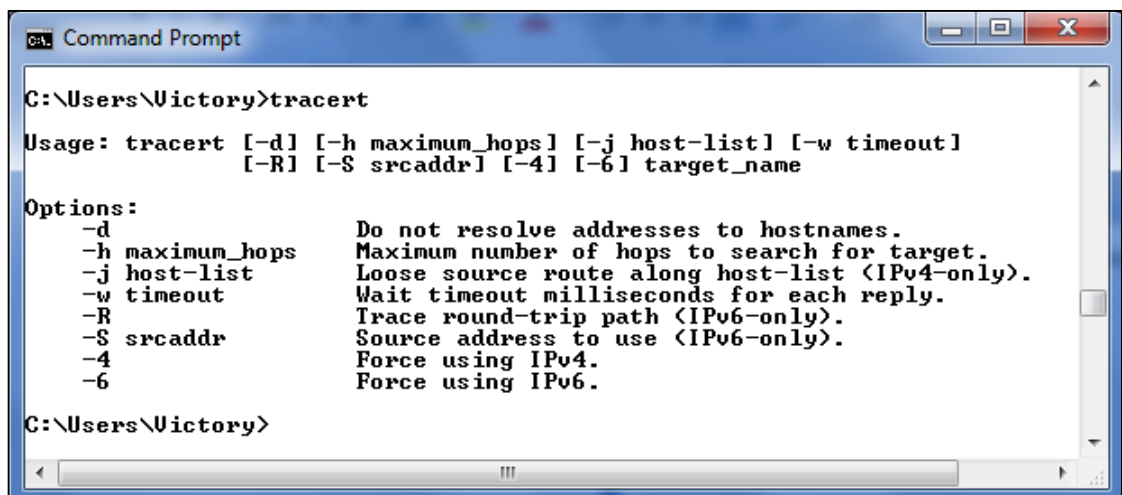 Command Prompt
C:\Users\Victory>tracert
Usage: tracert [-d] [-h maximum_hops] [-j host-list] [-w timeout]
               [-R] [-S srcaddr] [-4] [-6] target_name
Options:
    -d                 Do not resolve addresses to hostnames.
    -h maximum_hops    Maximum number of hops to search for target.
    -j host-list       Loose source route along host-list (IPv4-only).
    -w timeout         Wait timeout milliseconds for each reply.
    -R                 Trace round-trip path (IPv6-only).
    -S srcaddr         Source address to use (IPv6-only).
    -4                 Force using IPv4.
    -6                 Force using IPv6.
C:\Users\Victory>